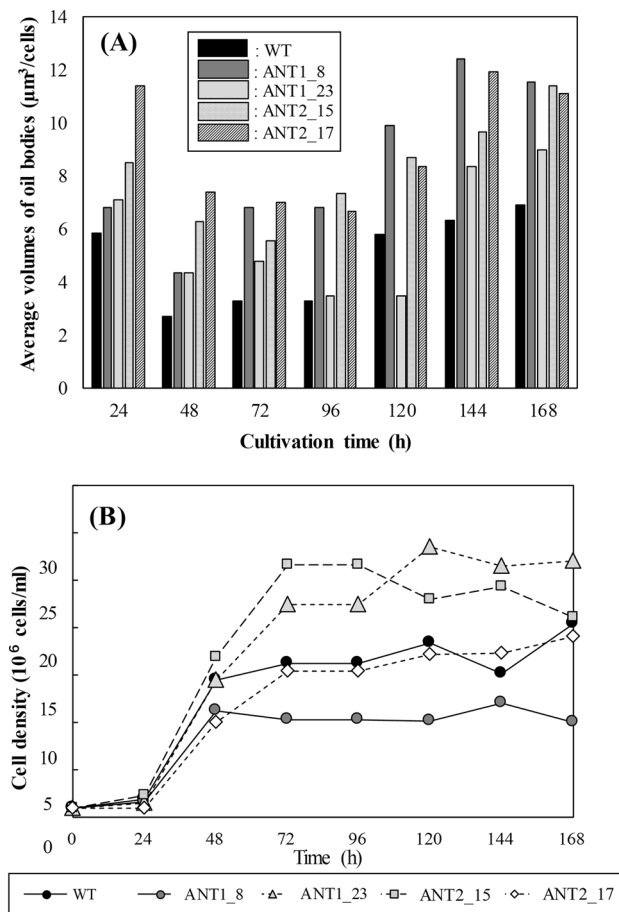 (A)
: WT
: ANT1_8
: ANT1_23
: ANT2_15
: ANT2_17
Average volumes of oil bodies (μm³/cells)
14
12
10
8
6
4
2
0
24 48 72 96 120 144 168
Cultivation time (h)
(B)
Cell density (10⁶ cells/ml)
30
25
20
15
10
5
0
0 24 48 72 96 120 144 168
Time (h)
WT ANT1_8 ANT1_23 ANT2_15 ANT2_17